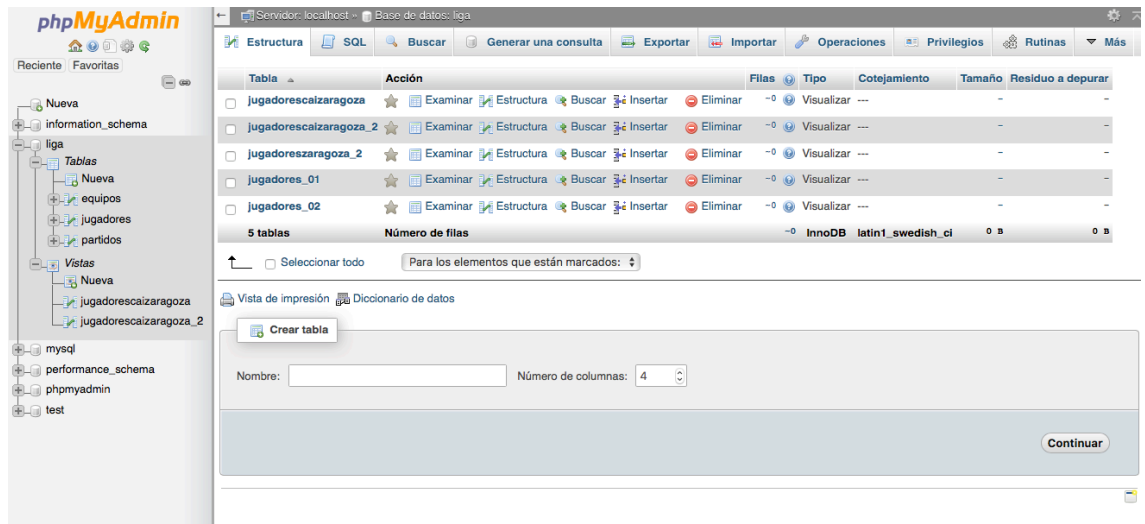 phpMyAdmin
Reciente Favoritas
Nueva
information_schema
liga
Tablas
Nueva
equipos
jugadores
partidos
Vistas
Nueva
jugadorescaizaragoza
jugadorescaizaragoza_2
mysql
performance_schema
phpmyadmin
test
← Servidor: localhost » Base de datos: liga
Estructura SQL Buscar Generar una consulta Exportar Importar Operaciones Privilegios Rutinas Más
Tabla Acción Filas Tipo Cotejamiento Tamaño Residuo a depurar
jugadorescaizaragoza Examinar Estructura Buscar Insertar Eliminar ~0 Visualizar --- - -
jugadorescaizaragoza_2 Examinar Estructura Buscar Insertar Eliminar ~0 Visualizar --- - -
jugadoreszaragoza_2 Examinar Estructura Buscar Insertar Eliminar ~0 Visualizar --- - -
jugadores_01 Examinar Estructura Buscar Insertar Eliminar ~0 Visualizar --- - -
jugadores_02 Examinar Estructura Buscar Insertar Eliminar ~0 Visualizar --- - -
5 tablas Número de filas ~0 InnoDB latin1_swedish_ci 0 B 0 B
Seleccionar todo Para los elementos que están marcados:
Vista de impresión Diccionario de datos
Crear tabla
Nombre: Número de columnas: 4
Continuar